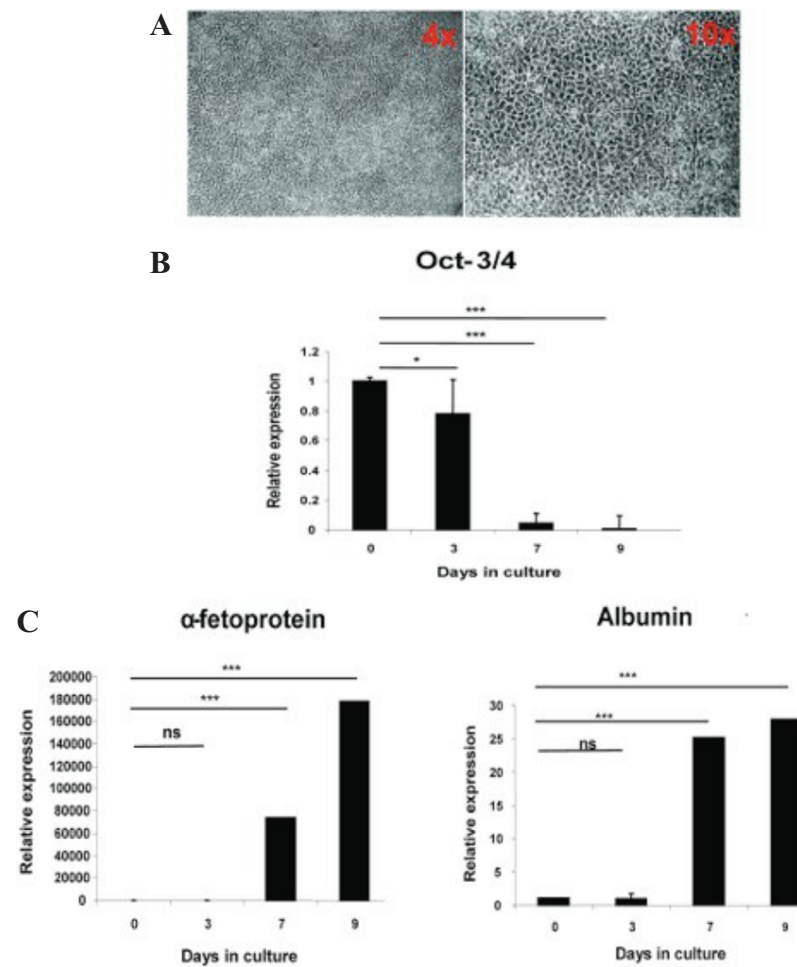 A
4x
10x
B
Oct-3/4
***
***
*
1.2
1
0.8
0.6
0.4
0.2
0
Relative expression
0 3 7 9
Days in culture
C
α-fetoprotein
***
***
ns
200000
180000
160000
140000
120000
100000
80000
60000
40000
20000
0
Relative expression
0 3 7 9
Days in culture
Albumin
***
***
ns
30
25
20
15
10
5
0
Relative expression
0 3 7 9
Days in culture